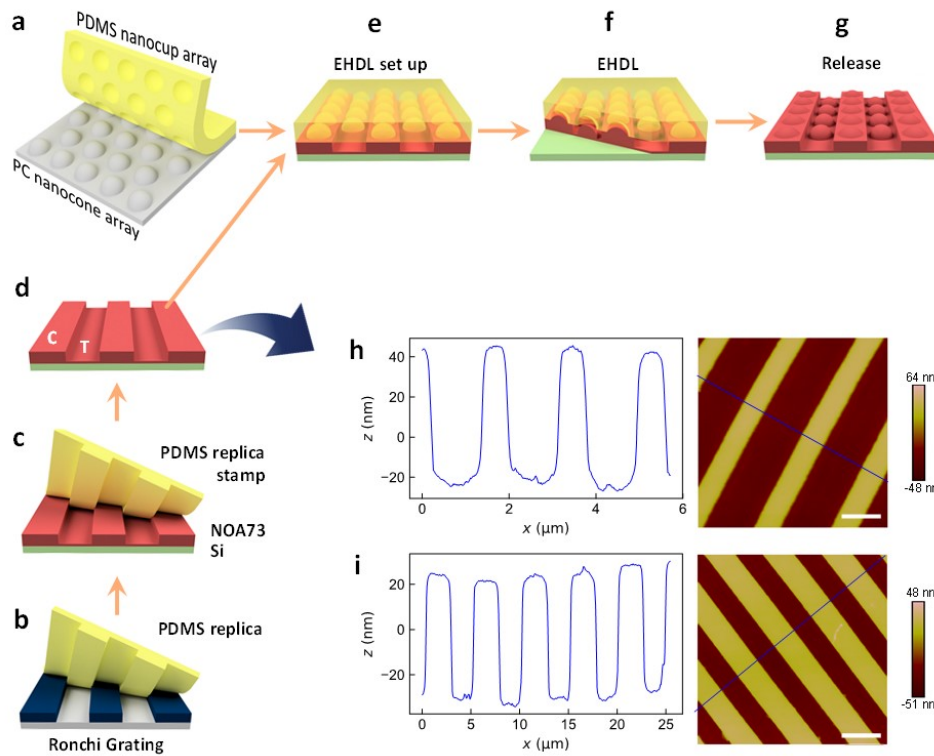 a
PDMS nanocup array
PC nanocone array
e
EHDL set up
f
EHDL
g
Release
d
C
T
c
PDMS replica
stamp
NOA73
Si
b
PDMS replica
Ronchi Grating
h
z (nm)
40
20
0
−20
0
2
4
6
x (μm)
64 nm
-48 nm
i
z (nm)
20
0
−20
0
5
10
15
20
25
x (μm)
48 nm
-51 nm